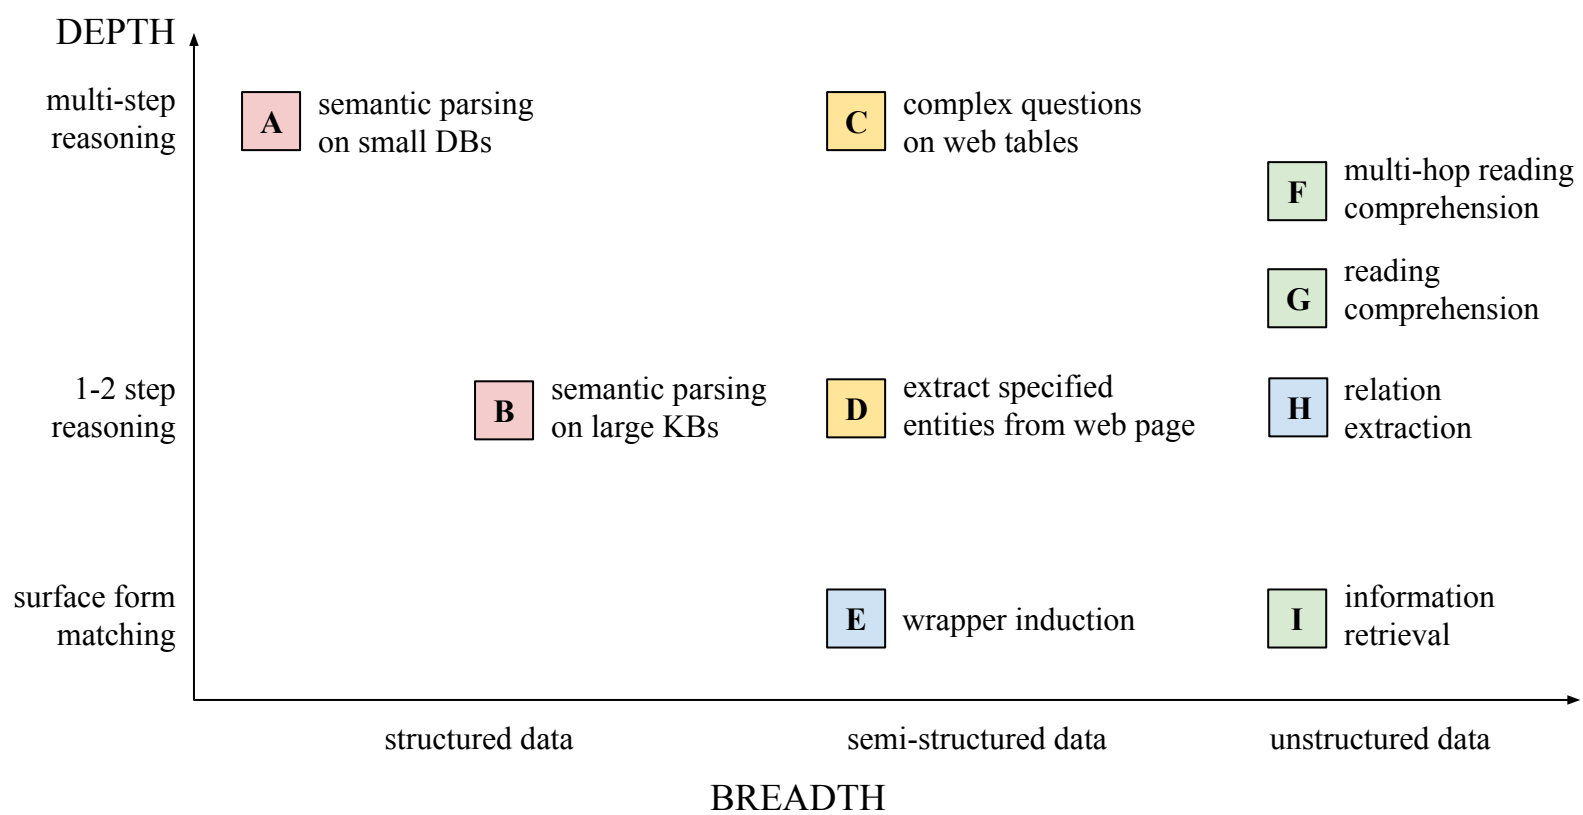 DEPTH
multi-step
reasoning
A
semantic parsing
on small DBs
C
complex questions
on web tables
F
multi-hop reading
comprehension
G
reading
comprehension
1-2 step
reasoning
B
semantic parsing
on large KBs
D
extract specified
entities from web page
H
relation
extraction
surface form
matching
E
wrapper induction
I
information
retrieval
structured data
semi-structured data
unstructured data
BREADTH